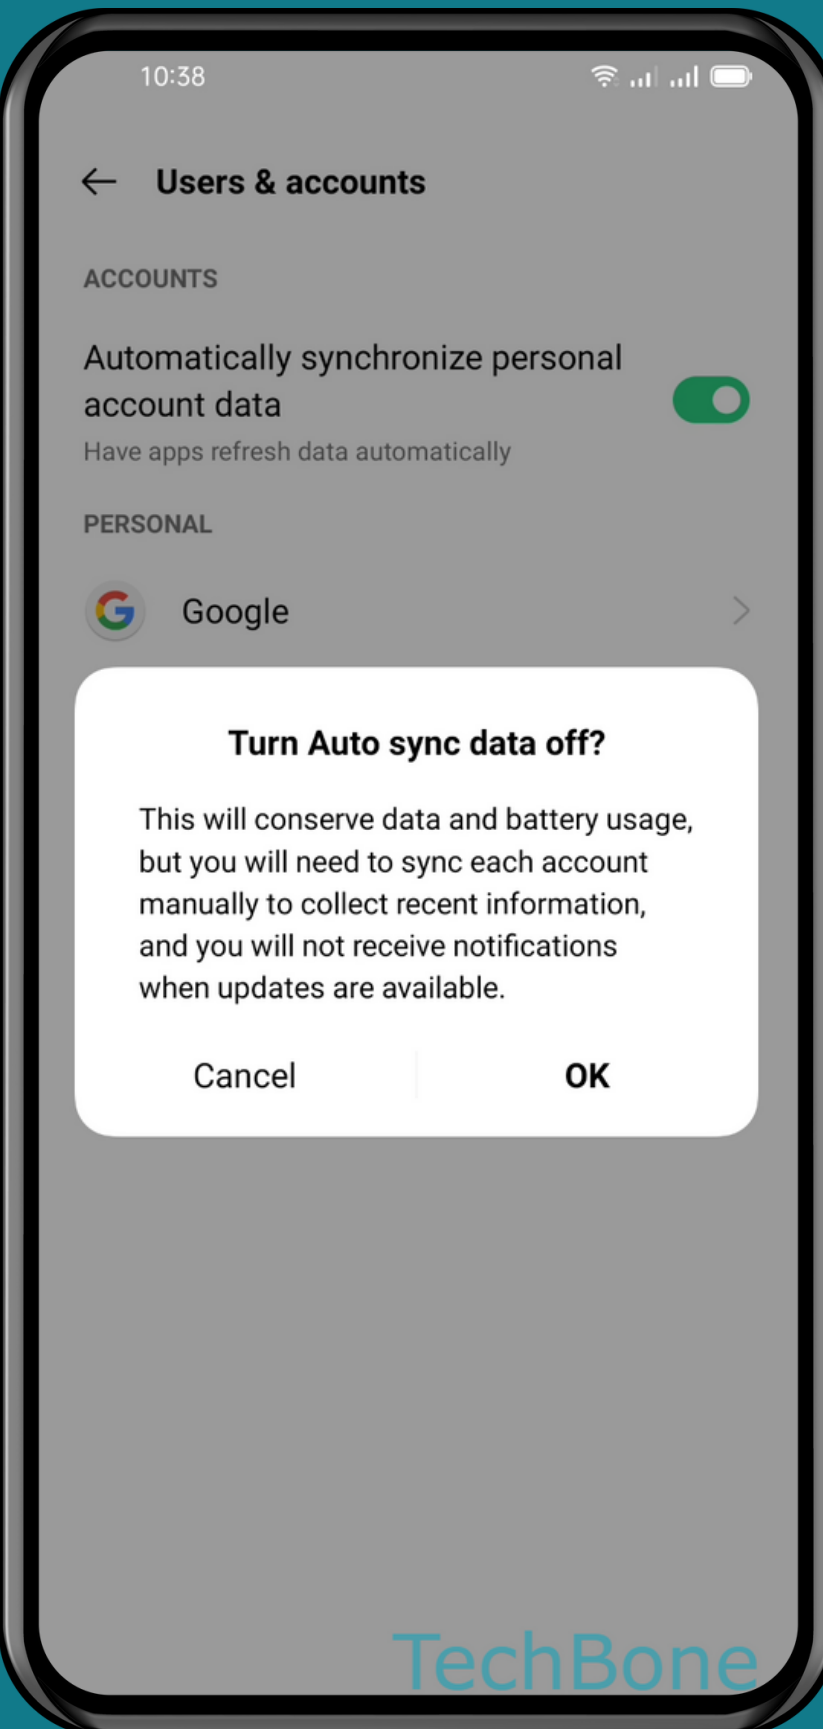 10:38
Users & accounts
ACCOUNTS
Automatically synchronize personal
account data
Have apps refresh data automatically
PERSONAL
Google
Turn Auto sync data off?
This will conserve data and battery usage,
but you will need to sync each account
manually to collect recent information,
and you will not receive notifications
when updates are available.
Cancel
OK
TechBone